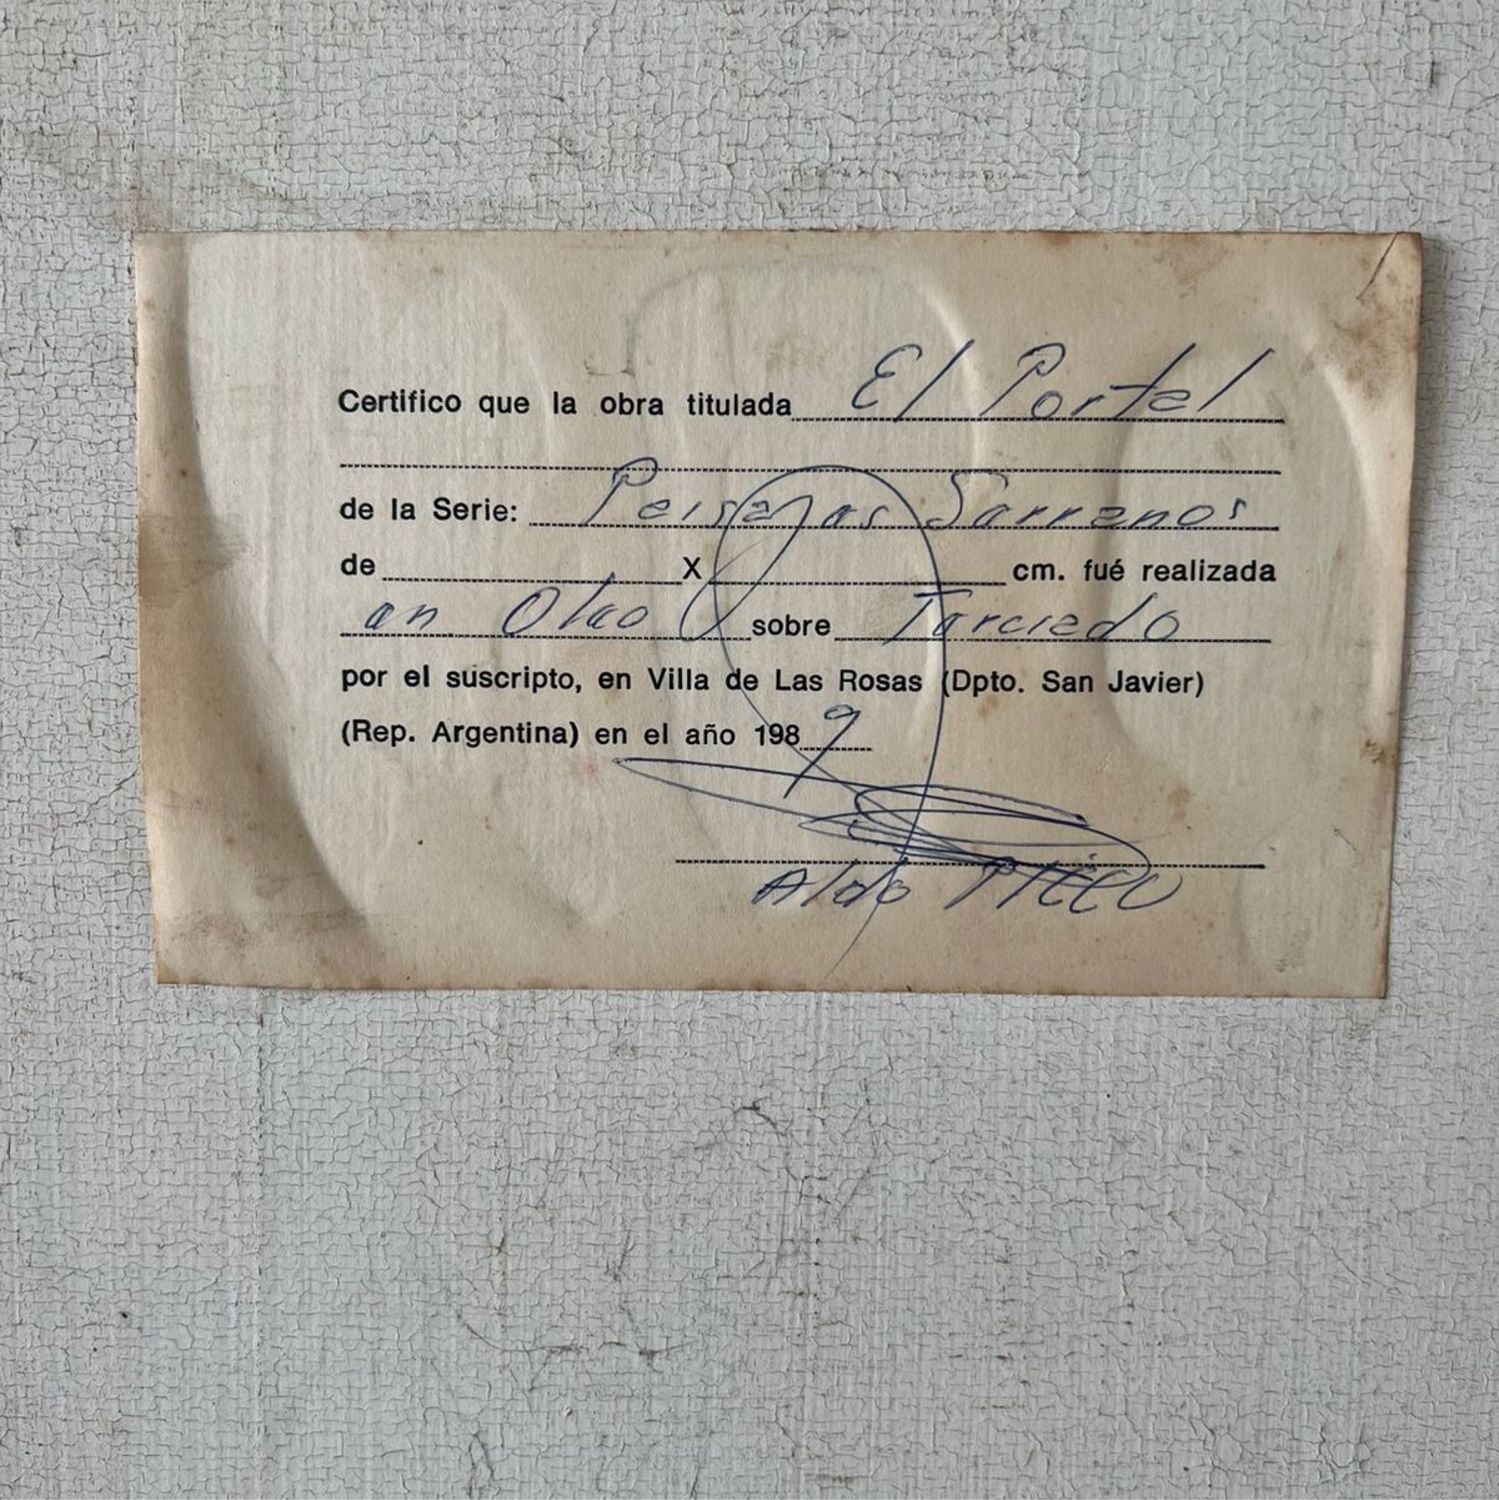 Certifico que la obra titulada El Portal
de la Serie: Paisajes Serranos
de X cm. fué realizada
en Oleo sobre
por el suscripto, en Villa de Las Rosas (Dpto. San Javier)
(Rep. Argentina) en el año 1989
Aldo